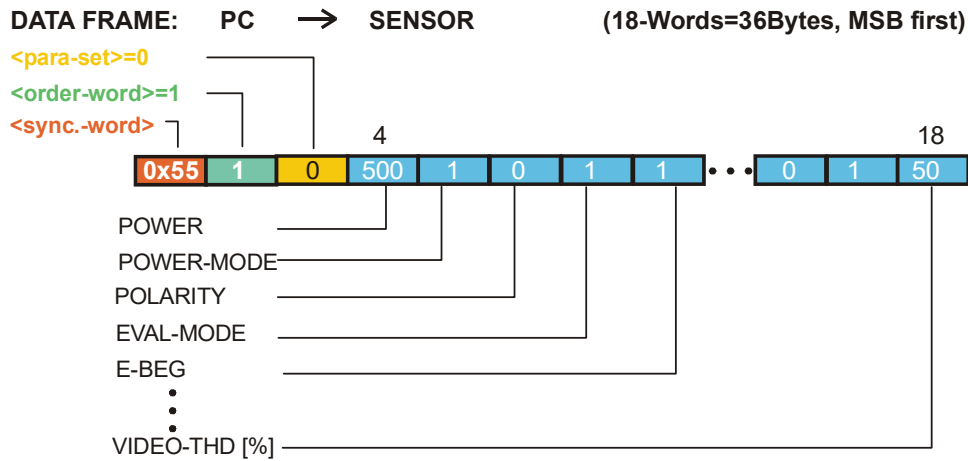 DATA FRAME: PC → SENSOR (18-Words=36Bytes, MSB first)
<para-set>=0
<order-word>=1
<sync.-word>
4 18
0x55 1 0 500 1 0 1 1 ••• 0 1 50
POWER
POWER-MODE
POLARITY
EVAL-MODE
E-BEG
VIDEO-THD [%]